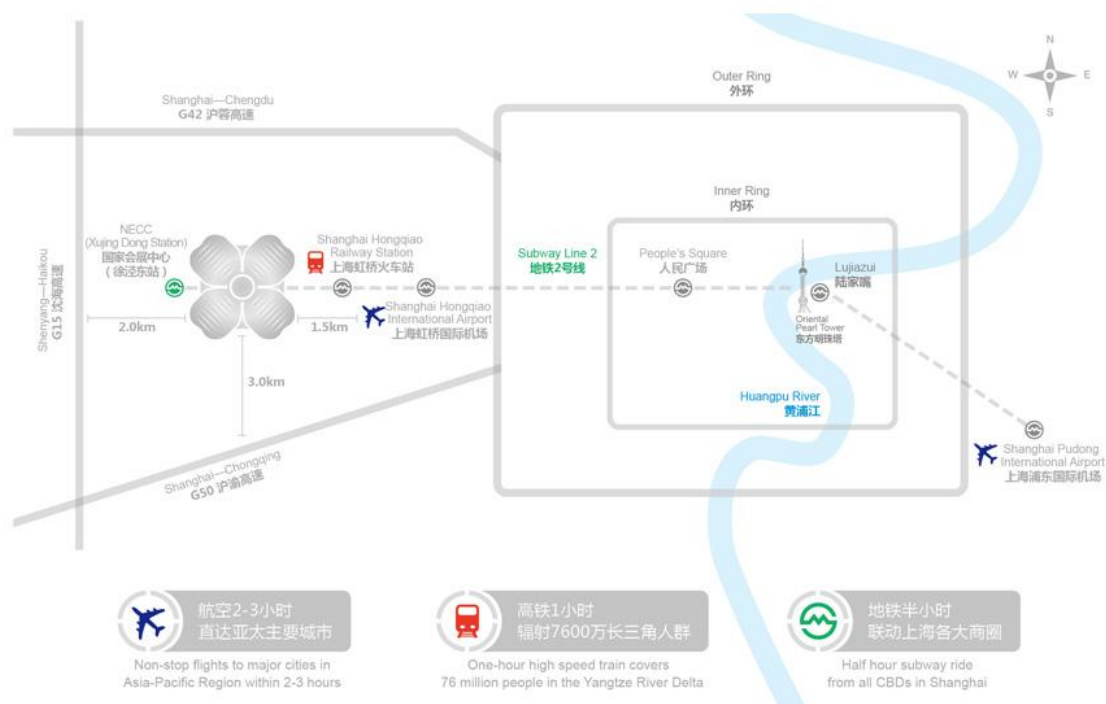 N
W
E
S
Outer Ring
外环
Shanghai—Chengdu
G42 沪蓉高速
Inner Ring
内环
NECC
(Xujing Dong Station)
国家会展中心
（徐泾东站）
Shanghai Hongqiao
Railway Station
上海虹桥火车站
Subway Line 2
地铁2号线
People's Square
人民广场
Lujiazui
陆家嘴
Shenyang—Haikou
G15 沈海高速
2.0km
1.5km
Shanghai Hongqiao
International Airport
上海虹桥国际机场
Oriental
Pearl Tower
东方明珠塔
3.0km
Huangpu River
黄浦江
Shanghai Pudong
International Airport
上海浦东国际机场
Shanghai—Chongqing
G50 沪渝高速
航空2-3小时
直达亚太主要城市
Non-stop flights to major cities in
Asia-Pacific Region within 2-3 hours
高铁1小时
辐射7600万长三角人群
One-hour high speed train covers
76 million people in the Yangtze River Delta
地铁半小时
联动上海各大商圈
Half hour subway ride
from all CBDs in Shanghai